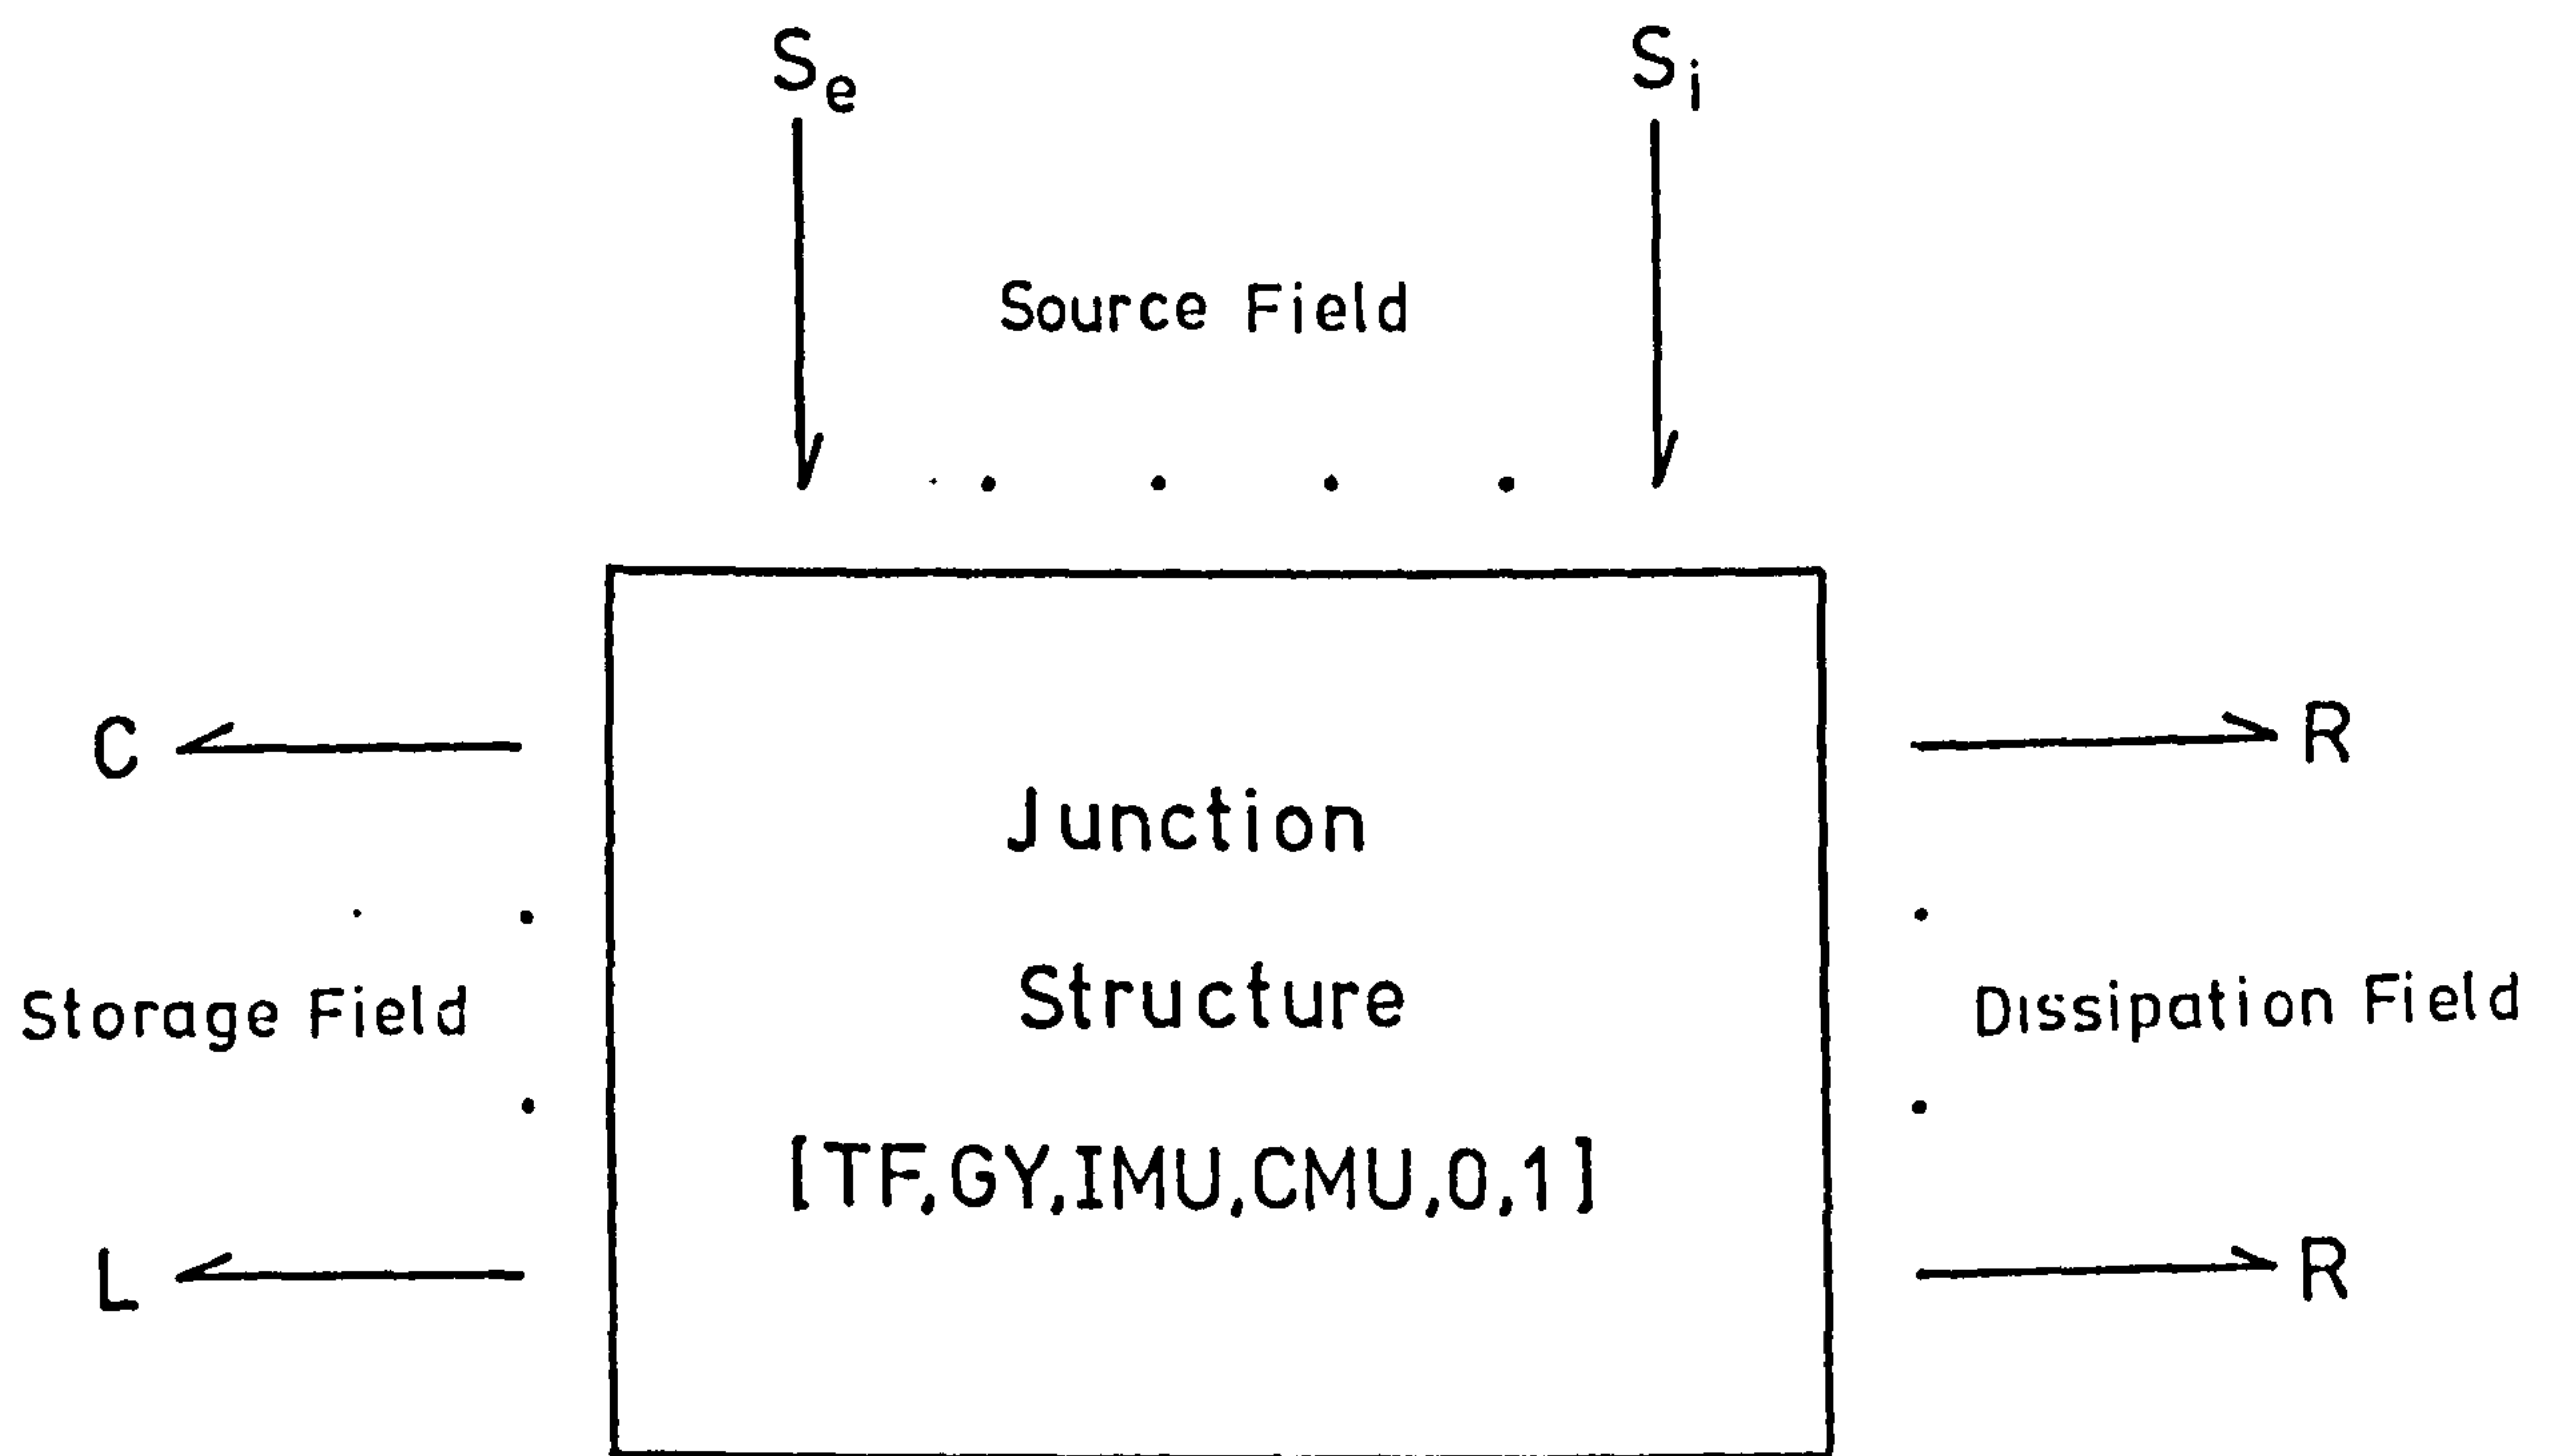 Se Si
Source Field
C R
Junction
Structure
Storage Field Dissipation Field
[TF,GY,IMU,CMU,0,1]
L R